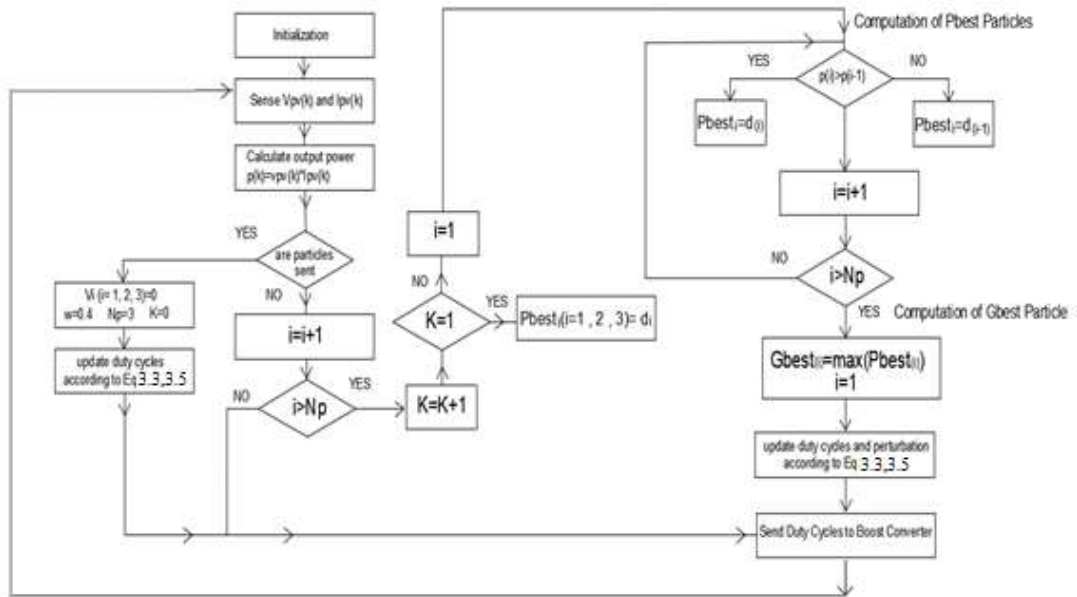 Initialization
Sense Vpv(k) and Ipv(k)
Calculate output power
p(k)=vpv(k)*Ipv(k)
YES
are particles
sent
NO
Vi (i= 1, 2, 3)=0
w=0.4 Np=3 K=0
update duty cycles
according to Eq 3.3,3.5
i=i+1
NO
i>Np
YES
K=K+1
K=1
NO
YES
Pbesti(i=1 , 2 , 3)= di
i=1
Computation of Pbest Particles
YES
p(i)>p(i-1)
NO
Pbesti=d(i)
Pbesti=d(i-1)
i=i+1
NO
i>Np
YES
Computation of Gbest Particle
Gbest(i)=max(Pbest(i))
i=1
update duty cycles and perturbation
according to Eq 3.3,3.5
Send Duty Cycles to Boost Converter